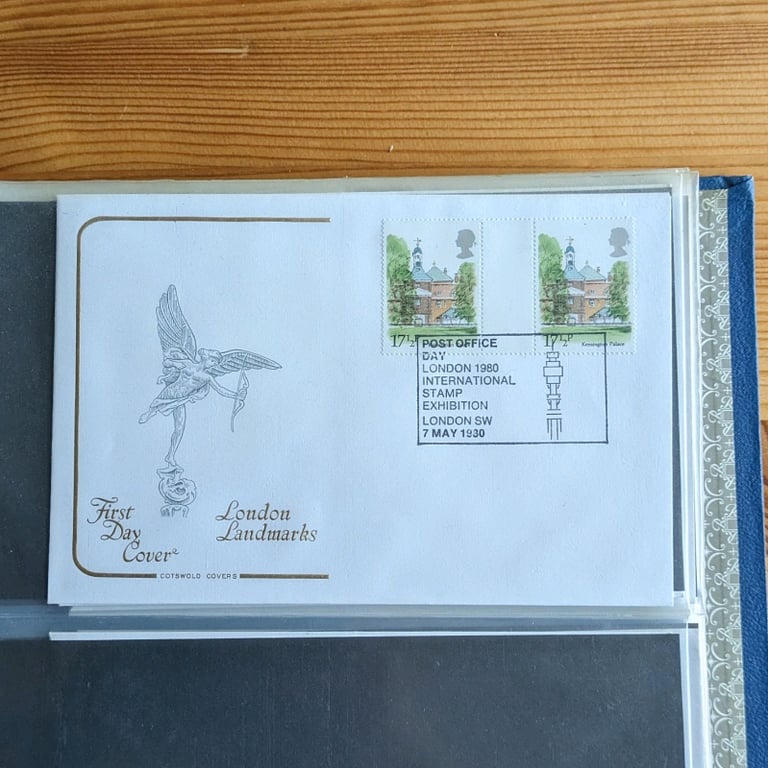 17½P
17½P
Kensington Palace
POST OFFICE
DAY
LONDON 1980
INTERNATIONAL
STAMP
EXHIBITION
LONDON SW
7 MAY 1980
First
Day
Cover
London
Landmarks
COTSWOLD COVERS